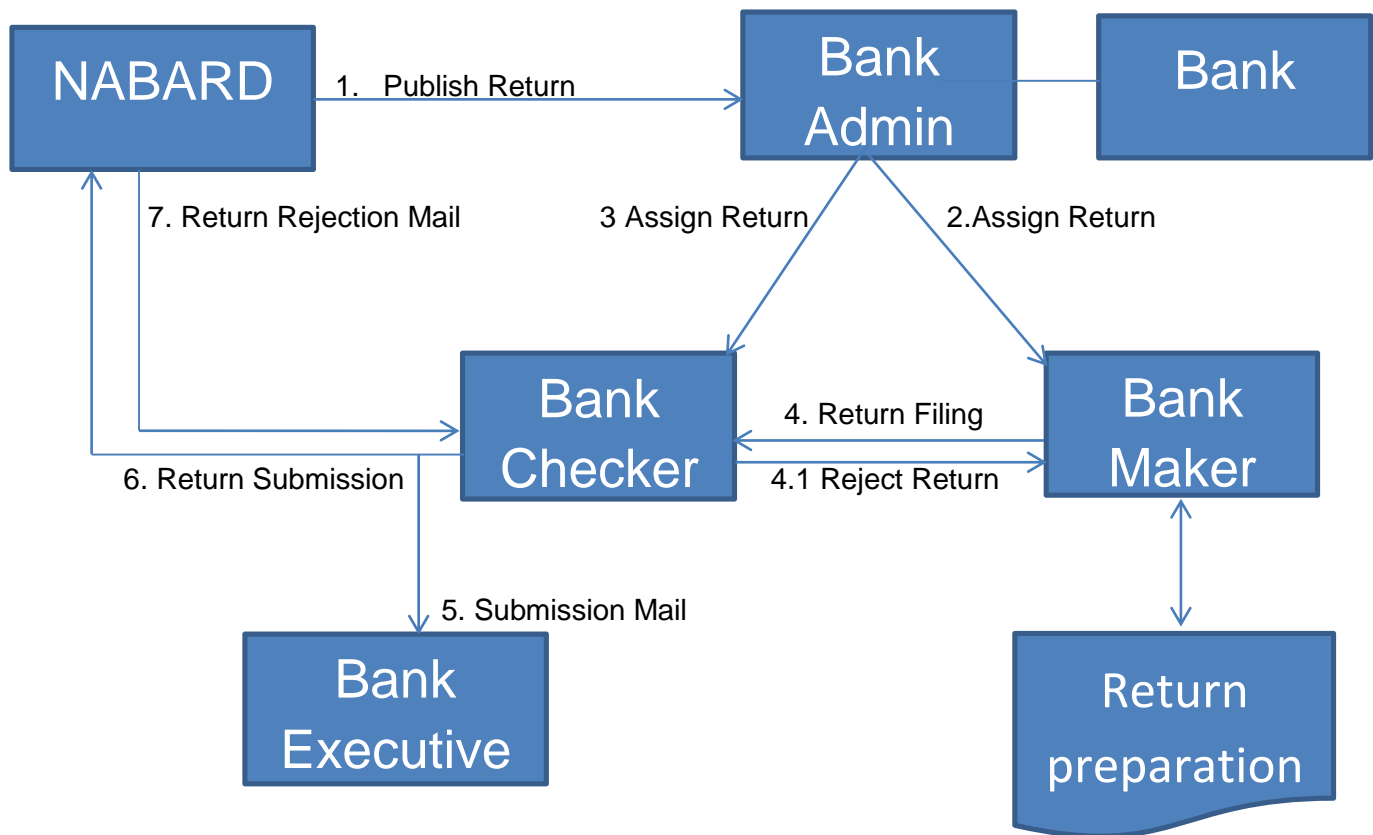 NABARD
1. Publish Return
Bank
Admin
Bank
7. Return Rejection Mail
3 Assign Return
2.Assign Return
Bank
Checker
4. Return Filing
4.1 Reject Return
Bank
Maker
6. Return Submission
5. Submission Mail
Bank
Executive
Return
preparation